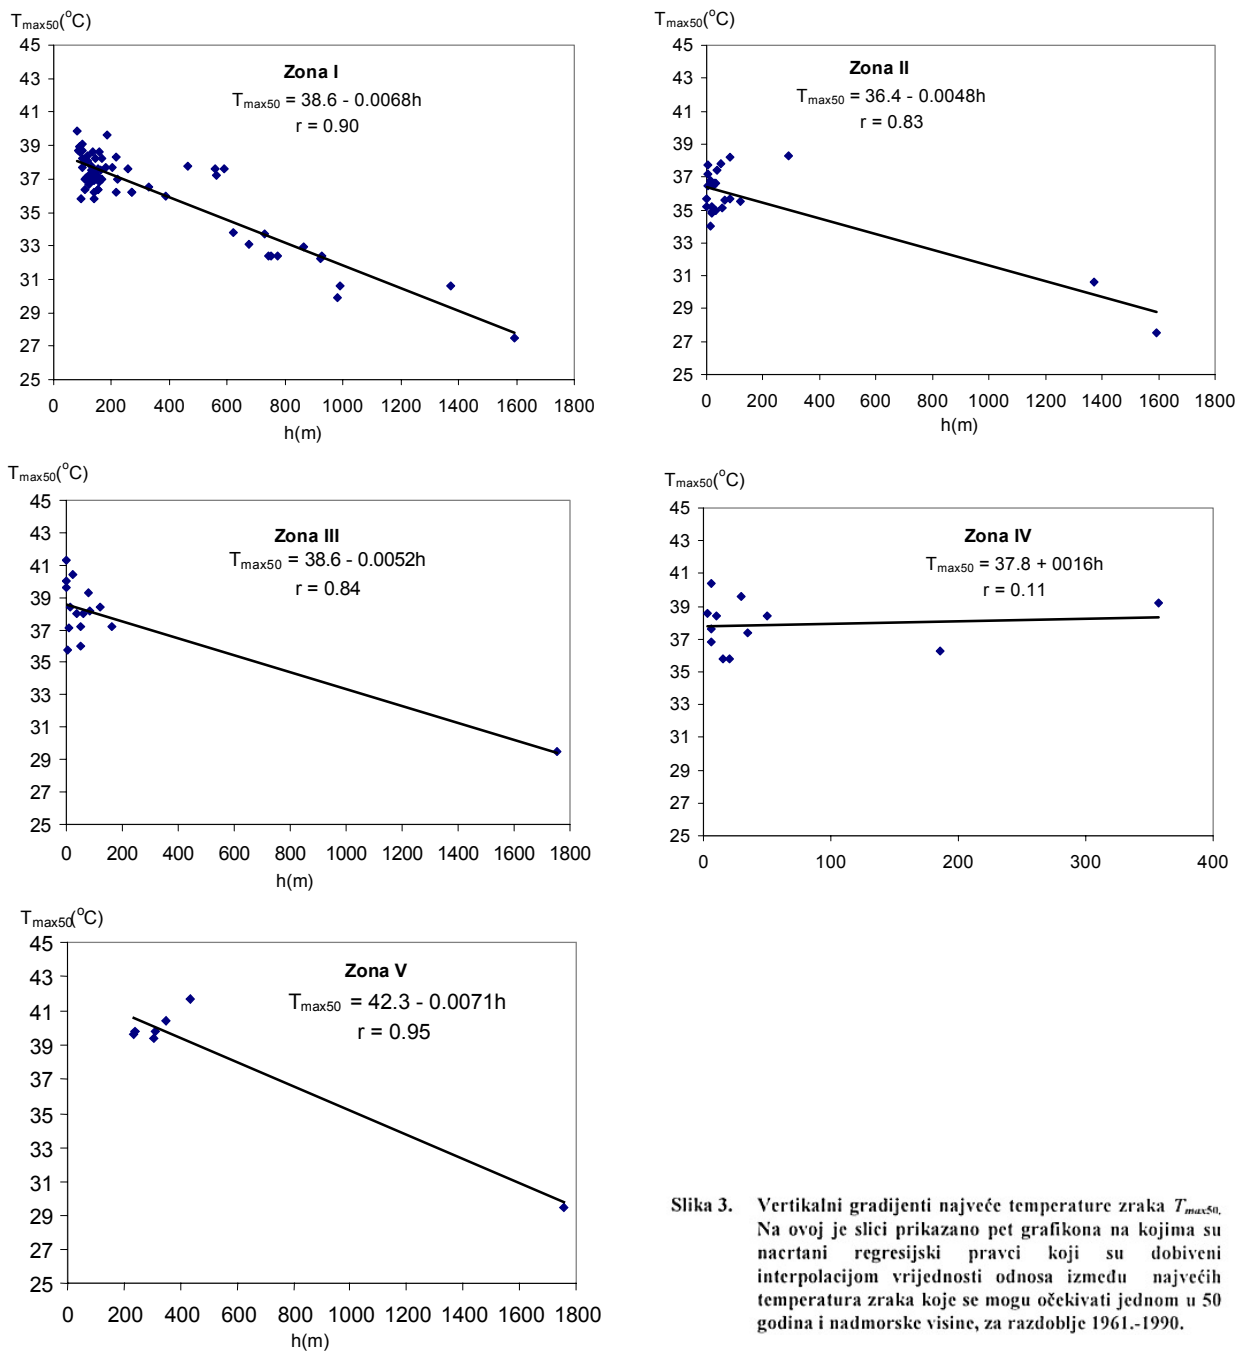 Tmax50(°C)
45
43
41
39
37
35
33
31
29
27
25
Zona I
Tmax50 = 38.6 - 0.0068h
r = 0.90
0 200 400 600 800 1000 1200 1400 1600 1800
h(m)
Tmax50(°C)
45
43
41
39
37
35
33
31
29
27
25
Zona II
Tmax50 = 36.4 - 0.0048h
r = 0.83
0 200 400 600 800 1000 1200 1400 1600 1800
h(m)
Tmax50(°C)
45
43
41
39
37
35
33
31
29
27
25
Zona III
Tmax50 = 38.6 - 0.0052h
r = 0.84
0 200 400 600 800 1000 1200 1400 1600 1800
h(m)
Tmax50(°C)
45
43
41
39
37
35
33
31
29
27
25
Zona IV
Tmax50 = 37.8 + 0016h
r = 0.11
0 100 200 300 400
Tmax50(°C)
45
43
41
39
37
35
33
31
29
27
25
Zona V
Tmax50 = 42.3 - 0.0071h
r = 0.95
0 200 400 600 800 1000 1200 1400 1600 1800
h(m)
Slika 3. Vertikalni gradijenti najveće temperature zraka Tmax50.
Na ovoj je slici prikazano pet grafikona na kojima su
nacrtani regresijski pravci koji su dobiveni
interpolacijom vrijednosti odnosa između najvećih
temperatura zraka koje se mogu očekivati jednom u 50
godina i nadmorske visine, za razdoblje 1961.-1990.